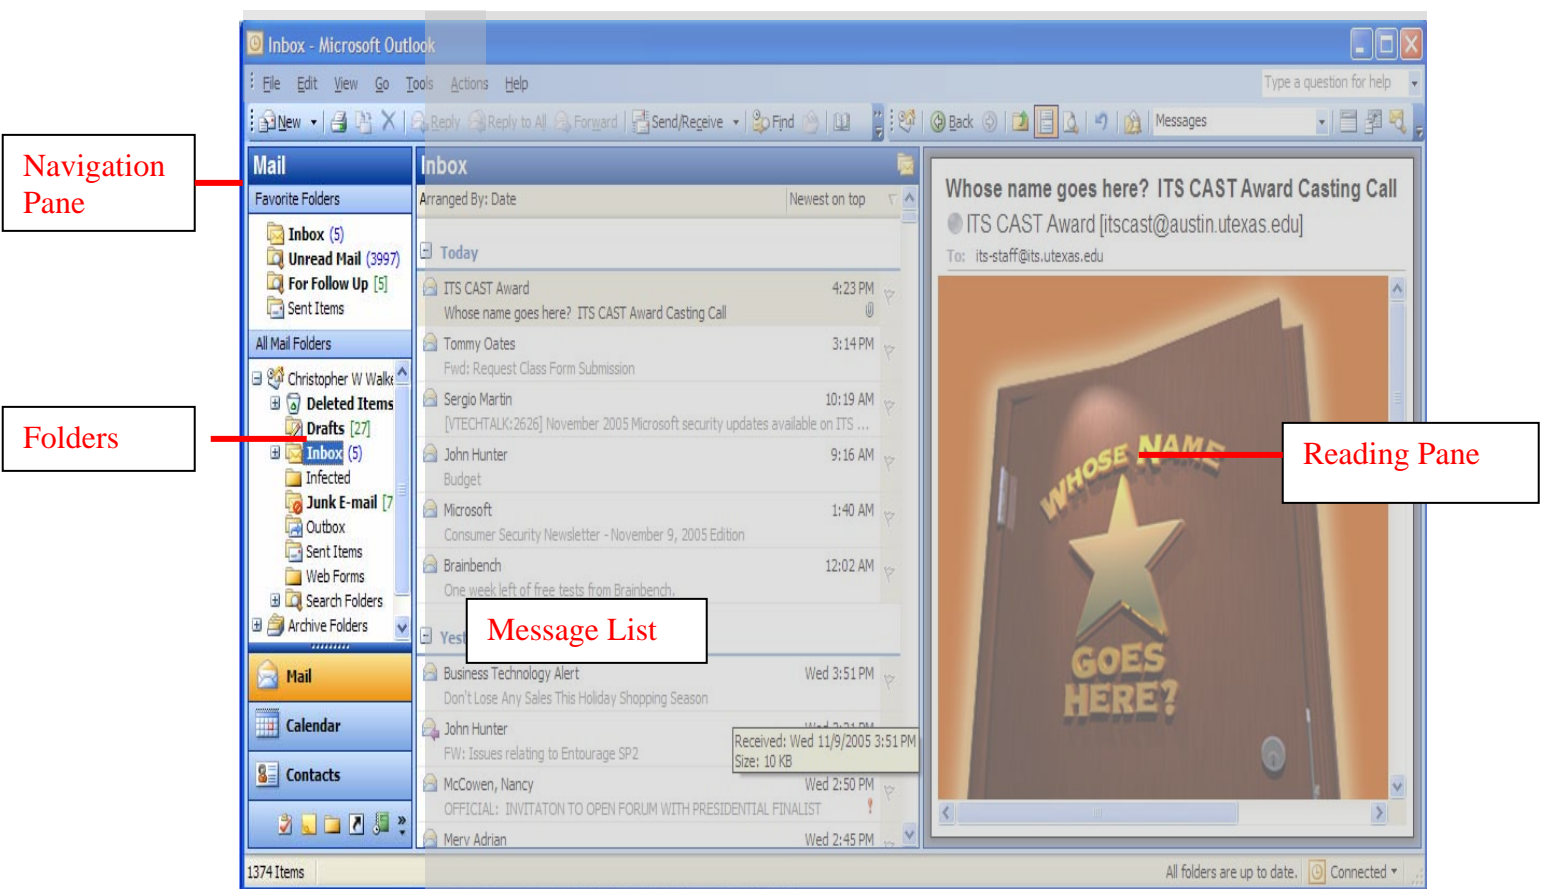 Inbox - Microsoft Outlook
File Edit View Go Tools Actions Help Type a question for help
New Reply Reply to All Forward Send/Receive Find Back Messages
Navigation
Pane
Mail
Favorite Folders
Inbox (5)
Unread Mail (3997)
For Follow Up [5]
Sent Items
All Mail Folders
Christopher W Walke
Deleted Items
Drafts [27]
Inbox (5)
Infected
Junk E-mail [7
Outbox
Sent Items
Web Forms
Search Folders
Archive Folders
Folders
Mail
Calendar
Contacts
1374 Items
Inbox
Arranged By: Date Newest on top
Today
ITS CAST Award 4:23 PM
Whose name goes here? ITS CAST Award Casting Call
Tommy Oates 3:14 PM
Fwd: Request Class Form Submission
Sergio Martin 10:19 AM
[VTECHTALK:2626] November 2005 Microsoft security updates available on ITS ...
John Hunter 9:16 AM
Budget
Microsoft 1:40 AM
Consumer Security Newsletter - November 9, 2005 Edition
Brainbench 12:02 AM
One week left of free tests from Brainbench.
Message List
Yest
Business Technology Alert Wed 3:51 PM
Don't Lose Any Sales This Holiday Shopping Season
John Hunter
FW: Issues relating to Entourage SP2
Received: Wed 11/9/2005 3:51 PM
Size: 10 KB
McCowen, Nancy Wed 2:50 PM
OFFICIAL: INVITATON TO OPEN FORUM WITH PRESIDENTIAL FINALIST
Merv Adrian Wed 2:45 PM
Whose name goes here? ITS CAST Award Casting Call
ITS CAST Award [itscast@austin.utexas.edu]
To: its-staff@its.utexas.edu
WHOSE NAME
GOES
HERE?
Reading Pane
All folders are up to date. Connected